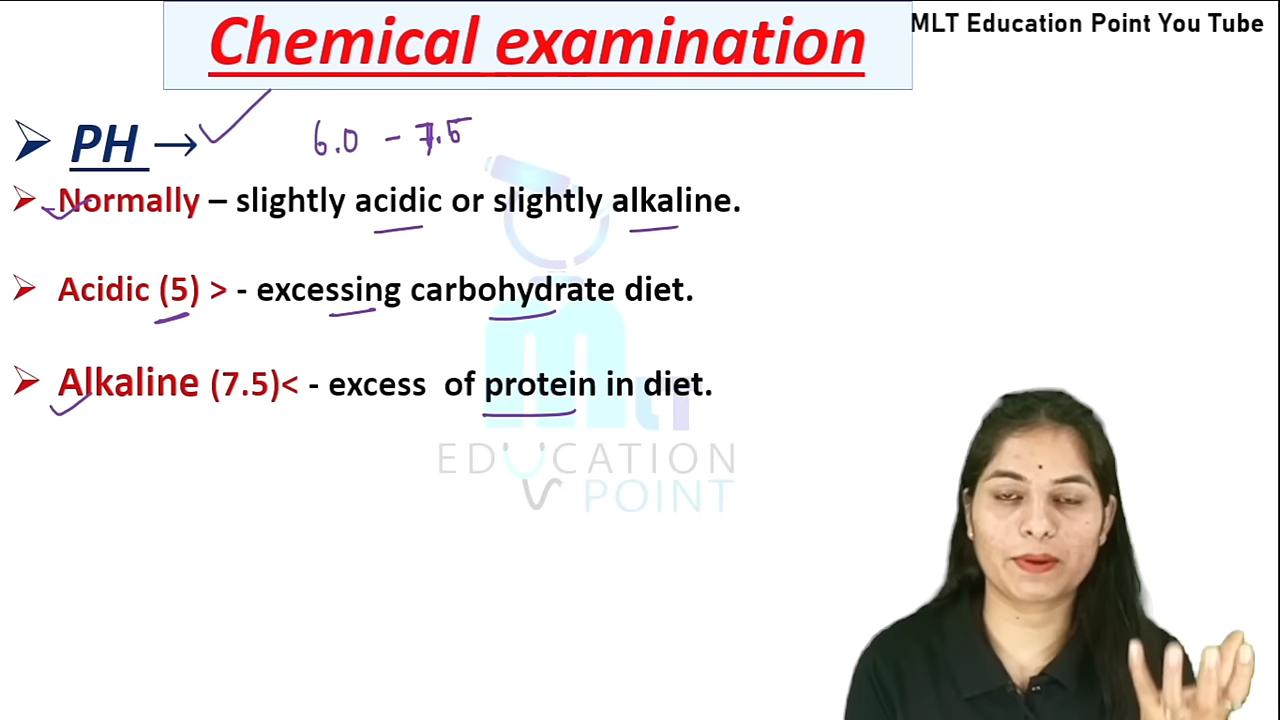 Chemical examination
MLT Education Point You Tube
PH →
6.0 - 7.5
Normally – slightly acidic or slightly alkaline.
Acidic (5) > - excessing carbohydrate diet.
Alkaline (7.5)< - excess of protein in diet.
mLT
EDUCATION
POINT